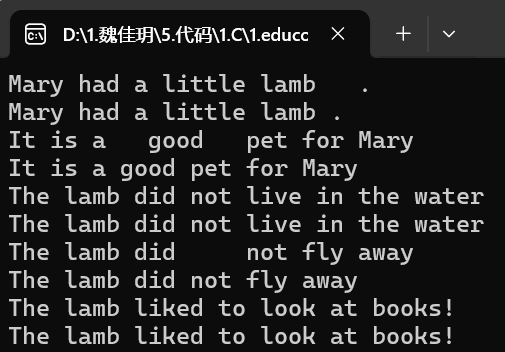 D:\1.魏佳玥\5.代码\1.C\1.educc
Mary had a little lamb   .
Mary had a little lamb .
It is a   good   pet for Mary
It is a good pet for Mary
The lamb did not live in the water
The lamb did not live in the water
The lamb did     not fly away
The lamb did not fly away
The lamb liked to look at books!
The lamb liked to look at books!